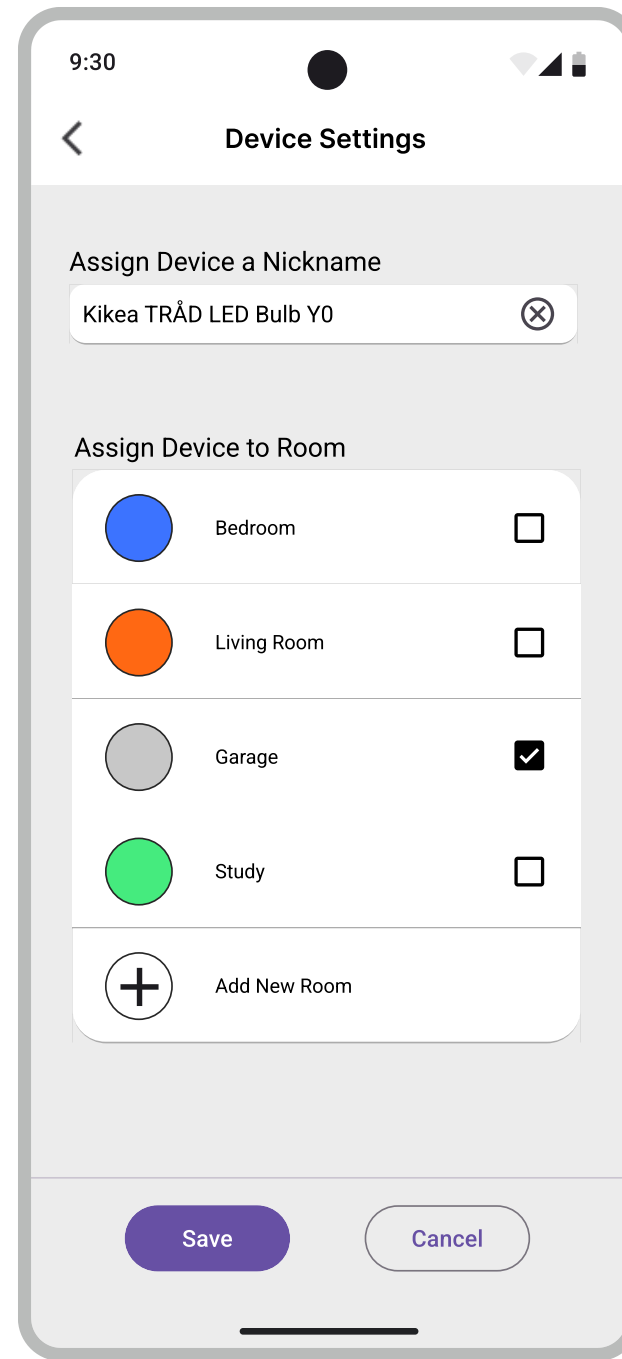 9:30
Device Settings
Assign Device a Nickname
Kikea TRÅD LED Bulb Y0
Assign Device to Room
Bedroom
Living Room
Garage
Study
Add New Room
Save
Cancel